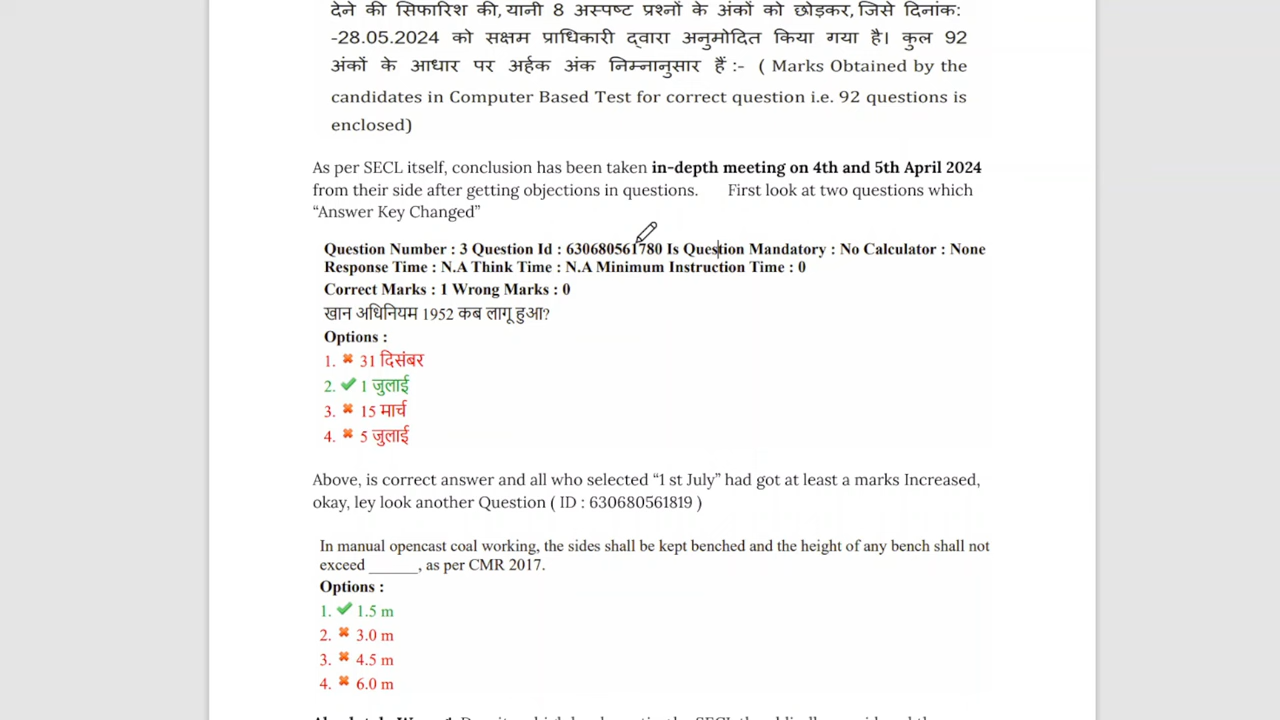 देने की सिफारिश की, यानी 8 अस्पष्ट प्रश्नों के अंकों को छोड़कर, जिसे दिनांक:
-28.05.2024 को सक्षम प्राधिकारी द्वारा अनुमोदित किया गया है। कुल 92
अंकों के आधार पर अर्हक अंक निम्नानुसार हैं :- ( Marks Obtained by the
candidates in Computer Based Test for correct question i.e. 92 questions is
enclosed)
As per SECL itself, conclusion has been taken in-depth meeting on 4th and 5th April 2024
from their side after getting objections in questions. First look at two questions which
“Answer Key Changed”
Question Number : 3 Question Id : 630680561780 Is Question Mandatory : No Calculator : None
Response Time : N.A Think Time : N.A Minimum Instruction Time : 0
Correct Marks : 1 Wrong Marks : 0
खान अधिनियम 1952 कब लागू हुआ?
Options :
1. ✖ 31 दिसंबर
2. ✔ 1 जुलाई
3. ✖ 15 मार्च
4. ✖ 5 जुलाई
Above, is correct answer and all who selected “1 st July” had got at least a marks Increased,
okay, ley look another Question ( ID : 630680561819 )
In manual opencast coal working, the sides shall be kept benched and the height of any bench shall not
exceed ______, as per CMR 2017.
Options :
1. ✔ 1.5 m
2. ✖ 3.0 m
3. ✖ 4.5 m
4. ✖ 6.0 m